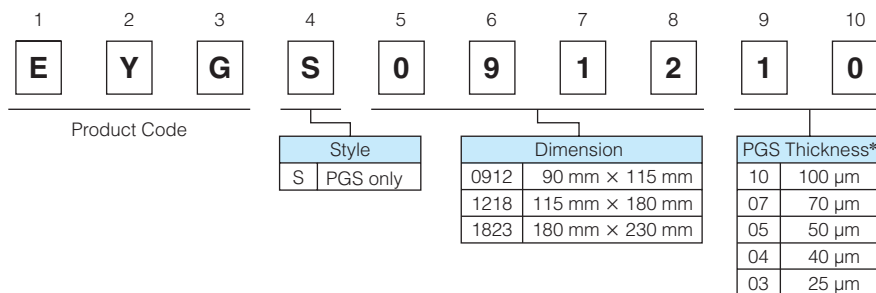 1 2 3 4 5 6 7 8 9 10
E Y G S 0 9 1 2 1 0
Product Code
Style
S PGS only
Dimension
0912 90 mm × 115 mm
1218 115 mm × 180 mm
1823 180 mm × 230 mm
PGS Thickness*
10 100 µm
07 70 µm
05 50 µm
04 40 µm
03 25 µm